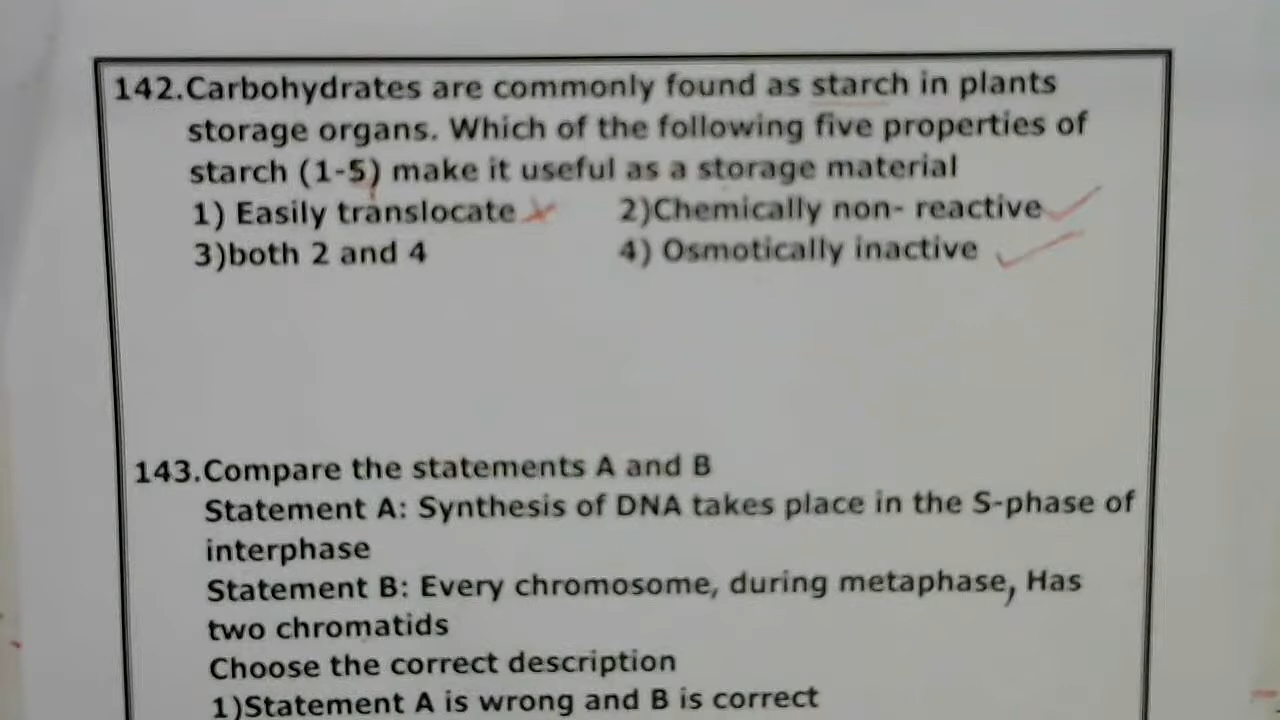 142.Carbohydrates are commonly found as starch in plants
storage organs. Which of the following five properties of
starch (1-5) make it useful as a storage material
1) Easily translocate 2)Chemically non- reactive
3)both 2 and 4 4) Osmotically inactive
143.Compare the statements A and B
Statement A: Synthesis of DNA takes place in the S-phase of
interphase
Statement B: Every chromosome, during metaphase, Has
two chromatids
Choose the correct description
1)Statement A is wrong and B is correct